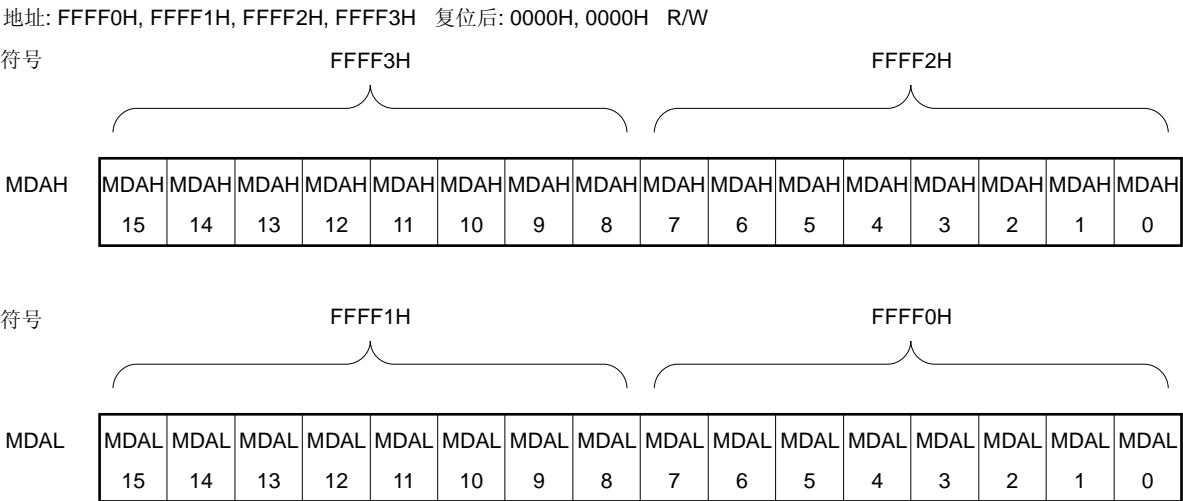 地址: FFFF0H, FFFF1H, FFFF2H, FFFF3H 复位后: 0000H, 0000H R/W
符号 FFFF3H FFFF2H
MDAH MDAH MDAH MDAH MDAH MDAH MDAH MDAH MDAH MDAH MDAH MDAH MDAH MDAH MDAH MDAH MDAH
15 14 13 12 11 10 9 8 7 6 5 4 3 2 1 0
符号 FFFF1H FFFF0H
MDAL MDAL MDAL MDAL MDAL MDAL MDAL MDAL MDAL MDAL MDAL MDAL MDAL MDAL MDAL MDAL MDAL
15 14 13 12 11 10 9 8 7 6 5 4 3 2 1 0